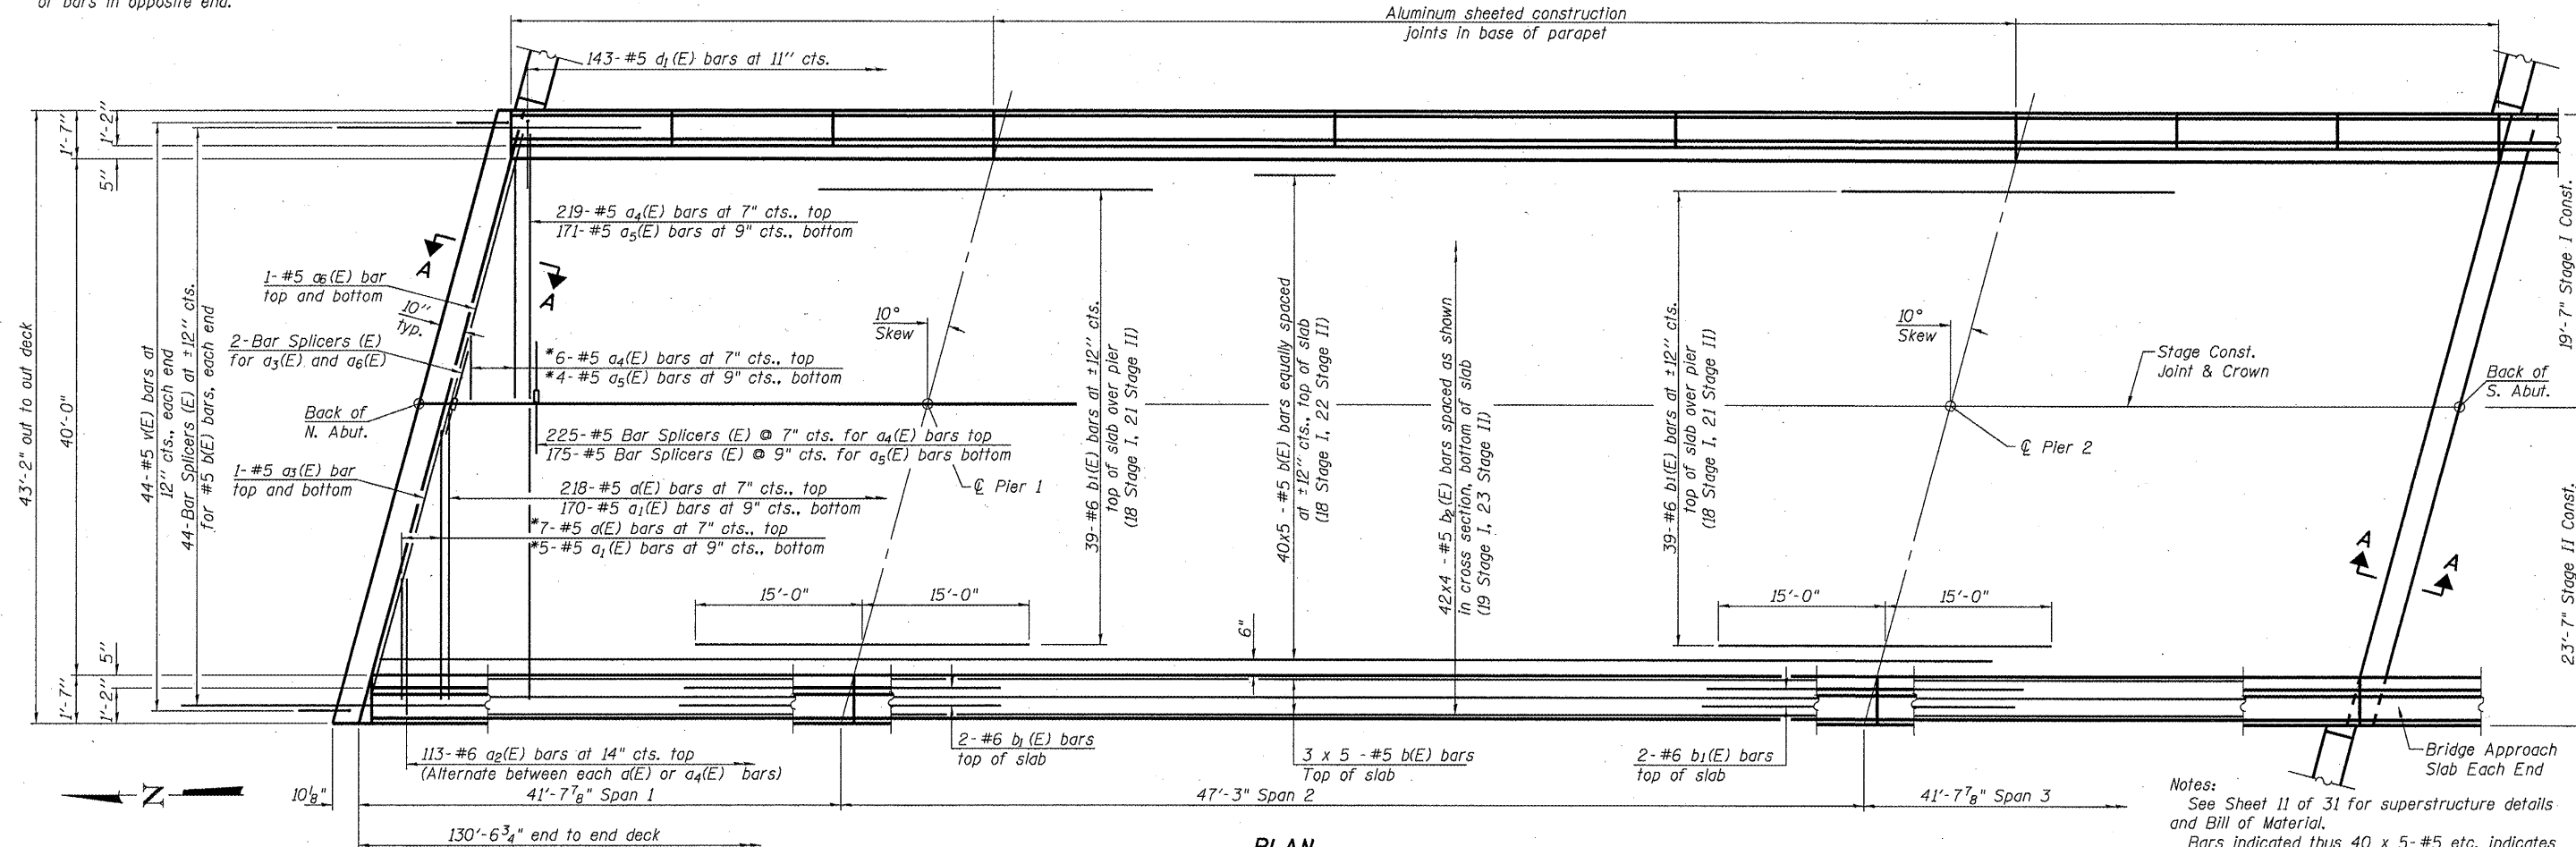 or bars in opposite end.
Aluminum sheeted construction
joints in base of parapet
143-#5 d₁(E) bars at 11" cts.
1'-7"
1'-2"
5"
219-#5 a₄(E) bars at 7" cts., top
171-#5 a₅(E) bars at 9" cts., bottom
A
A
1-#5 a₆(E) bar
top and bottom
10"
typ.
2-Bar Splicers (E)
for a₃(E) and a₆(E)
*6-#5 a₄(E) bars at 7" cts., top
*4-#5 a₅(E) bars at 9" cts., bottom
10°
Skew
10°
Skew
Stage Const.
Joint & Crown
Back of
S. Abut.
Back of
N. Abut.
225-#5 Bar Splicers (E) @ 7" cts. for a₄(E) bars top
175-#5 Bar Splicers (E) @ 9" cts. for a₅(E) bars bottom
℄ Pier 2
1-#5 a₃(E) bar
top and bottom
℄ Pier 1
218-#5 a(E) bars at 7" cts., top
170-#5 a₁(E) bars at 9" cts., bottom
*7-#5 a(E) bars at 7" cts., top
*5-#5 a₁(E) bars at 9" cts., bottom
43'-2" out to out deck
40'-0"
44-#5 v(E) bars at
12" cts., each end
44-Bar Splicers (E) at ±12" cts.
for #5 b(E) bars, each end
39-#6 b₁(E) bars at ±12" cts.
top of slab over pier
(18 Stage I, 21 Stage II)
40x5 - #5 b(E) bars equally spaced
at ±12" cts., top of slab
(18 Stage I, 22 Stage II)
42x4 - #5 b₂(E) bars spaced as shown
in cross section, bottom of slab
(19 Stage I, 23 Stage II)
39-#6 b₁(E) bars at ±12" cts.
top of slab over pier
(18 Stage I, 21 Stage II)
19'-7" Stage I Const.
23'-7" Stage II Const.
A
A
15'-0"
15'-0"
15'-0"
15'-0"
6"
5"
1'-7"
1'-2"
113-#6 a₂(E) bars at 14" cts. top
(Alternate between each a(E) or a₄(E) bars)
2-#6 b₁(E) bars
top of slab
3 x 5 -#5 b(E) bars
Top of slab
2-#6 b₁(E) bars
top of slab
Bridge Approach
Slab Each End
N
10⅛"
41'-7⅞" Span 1
47'-3" Span 2
41'-7⅞" Span 3
130'-6¾" end to end deck
PLAN
Notes:
See Sheet 11 of 31 for superstructure details
and Bill of Material.
Bars indicated thus 40 x 5-#5 etc. indicates